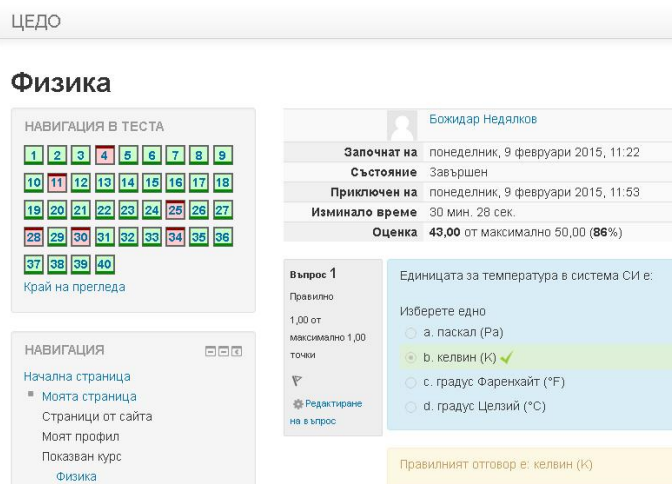 ЦЕДО
Физика
НАВИГАЦИЯ В ТЕСТА
1 2 3 4 5 6 7 8 9
10 11 12 13 14 15 16 17 18
19 20 21 22 23 24 25 26 27
28 29 30 31 32 33 34 35 36
37 38 39 40
Край на прегледа
НАВИГАЦИЯ
Начална страница
Моята страница
Страници от сайта
Моят профил
Показван курс
Физика
Божидар Недялков
Започнат на понеделник, 9 февруари 2015, 11:22
Състояние Завършен
Приключен на понеделник, 9 февруари 2015, 11:53
Изминало време 30 мин. 28 сек.
Оценка 43,00 от максимално 50,00 (86%)
Въпрос 1
Правилно
1,00 от
максимално 1,00
точки
Редактиране
на въпрос
Единицата за температура в система СИ е:
Изберете едно
a. паскал (Pa)
b. келвин (K)
c. градус Фаренхайт (°F)
d. градус Целзий (°C)
Правилният отговор е: келвин (K)